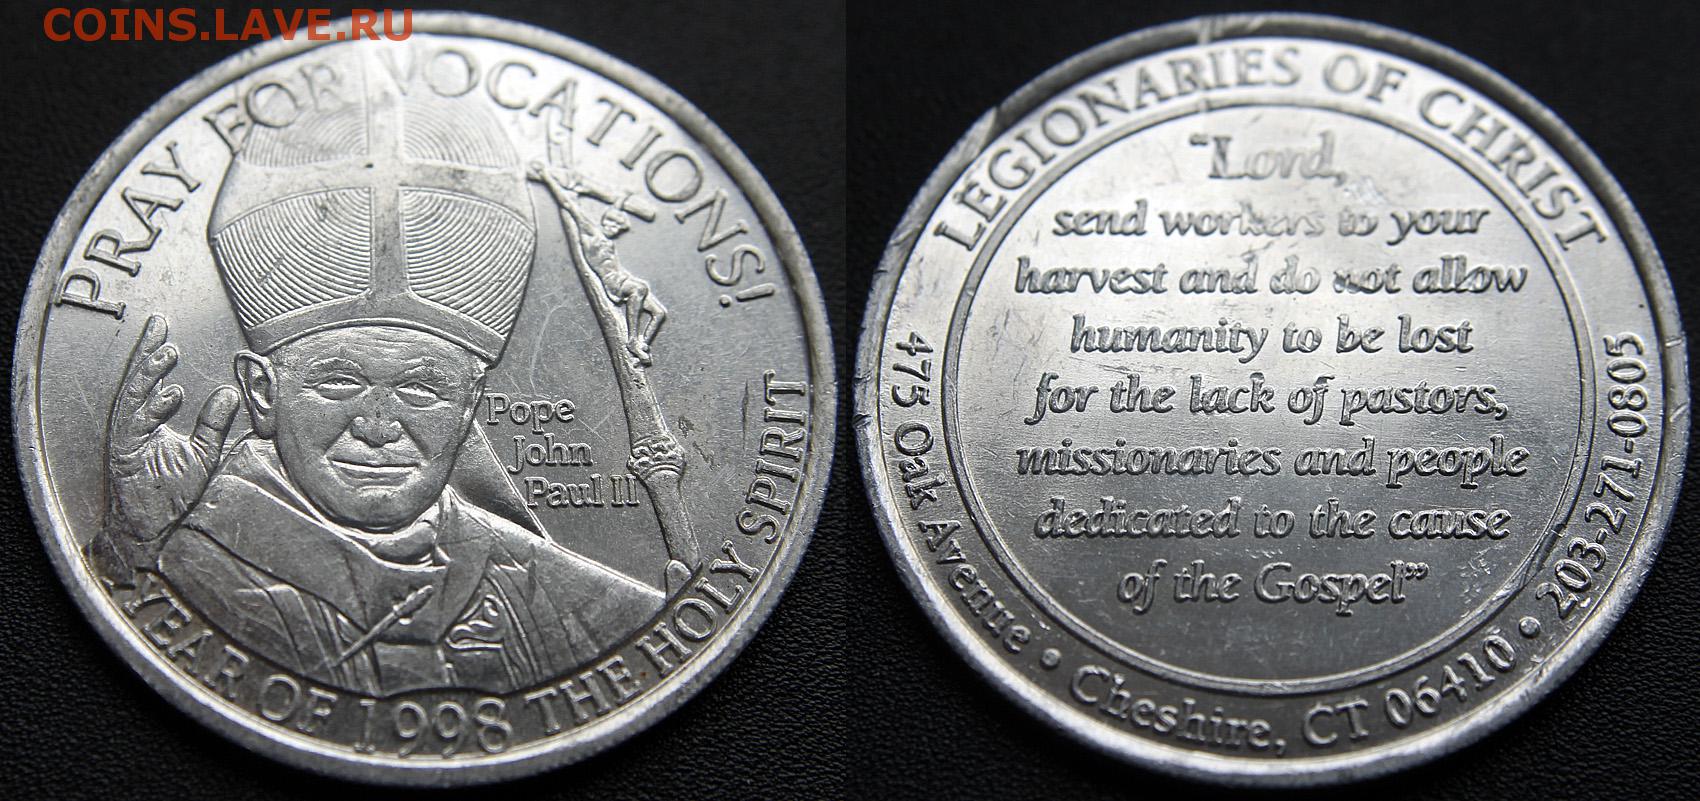 COINS.LAVE.RU
PRAY FOR VOCATIONS!
Pope
John
Paul II
YEAR OF 1998 THE HOLY SPIRIT
LEGIONARIES OF CHRIST
“Lord,
send workers to your
harvest and do not allow
humanity to be lost
for the lack of pastors,
missionaries and people
dedicated to the cause
of the Gospel”
475 Oak Avenue • Cheshire, CT 06410 • 203-271-0805